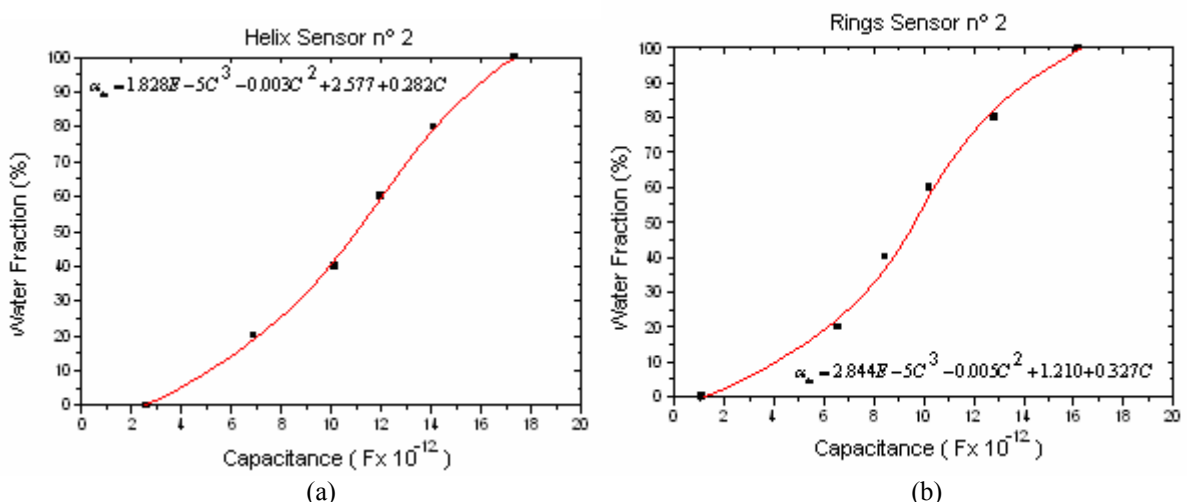 Helix Sensor nº 2
100
90
80
70
60
50
40
30
20
10
0
Water Fraction (%)
0 2 4 6 8 10 12 14 16 18 20
Capacitance ( Fx 10⁻¹² )
(a)
Rings Sensor nº 2
100
90
80
70
60
50
40
30
20
10
0
Water Fraction (%)
0 2 4 6 8 10 12 14 16 18 20
Capacitance ( Fx 10⁻¹² )
(b)
=1.828E−5C³−0.003C²+2.577+0.282C
=2.844E−5C³−0.005C²+1.210+0.327C